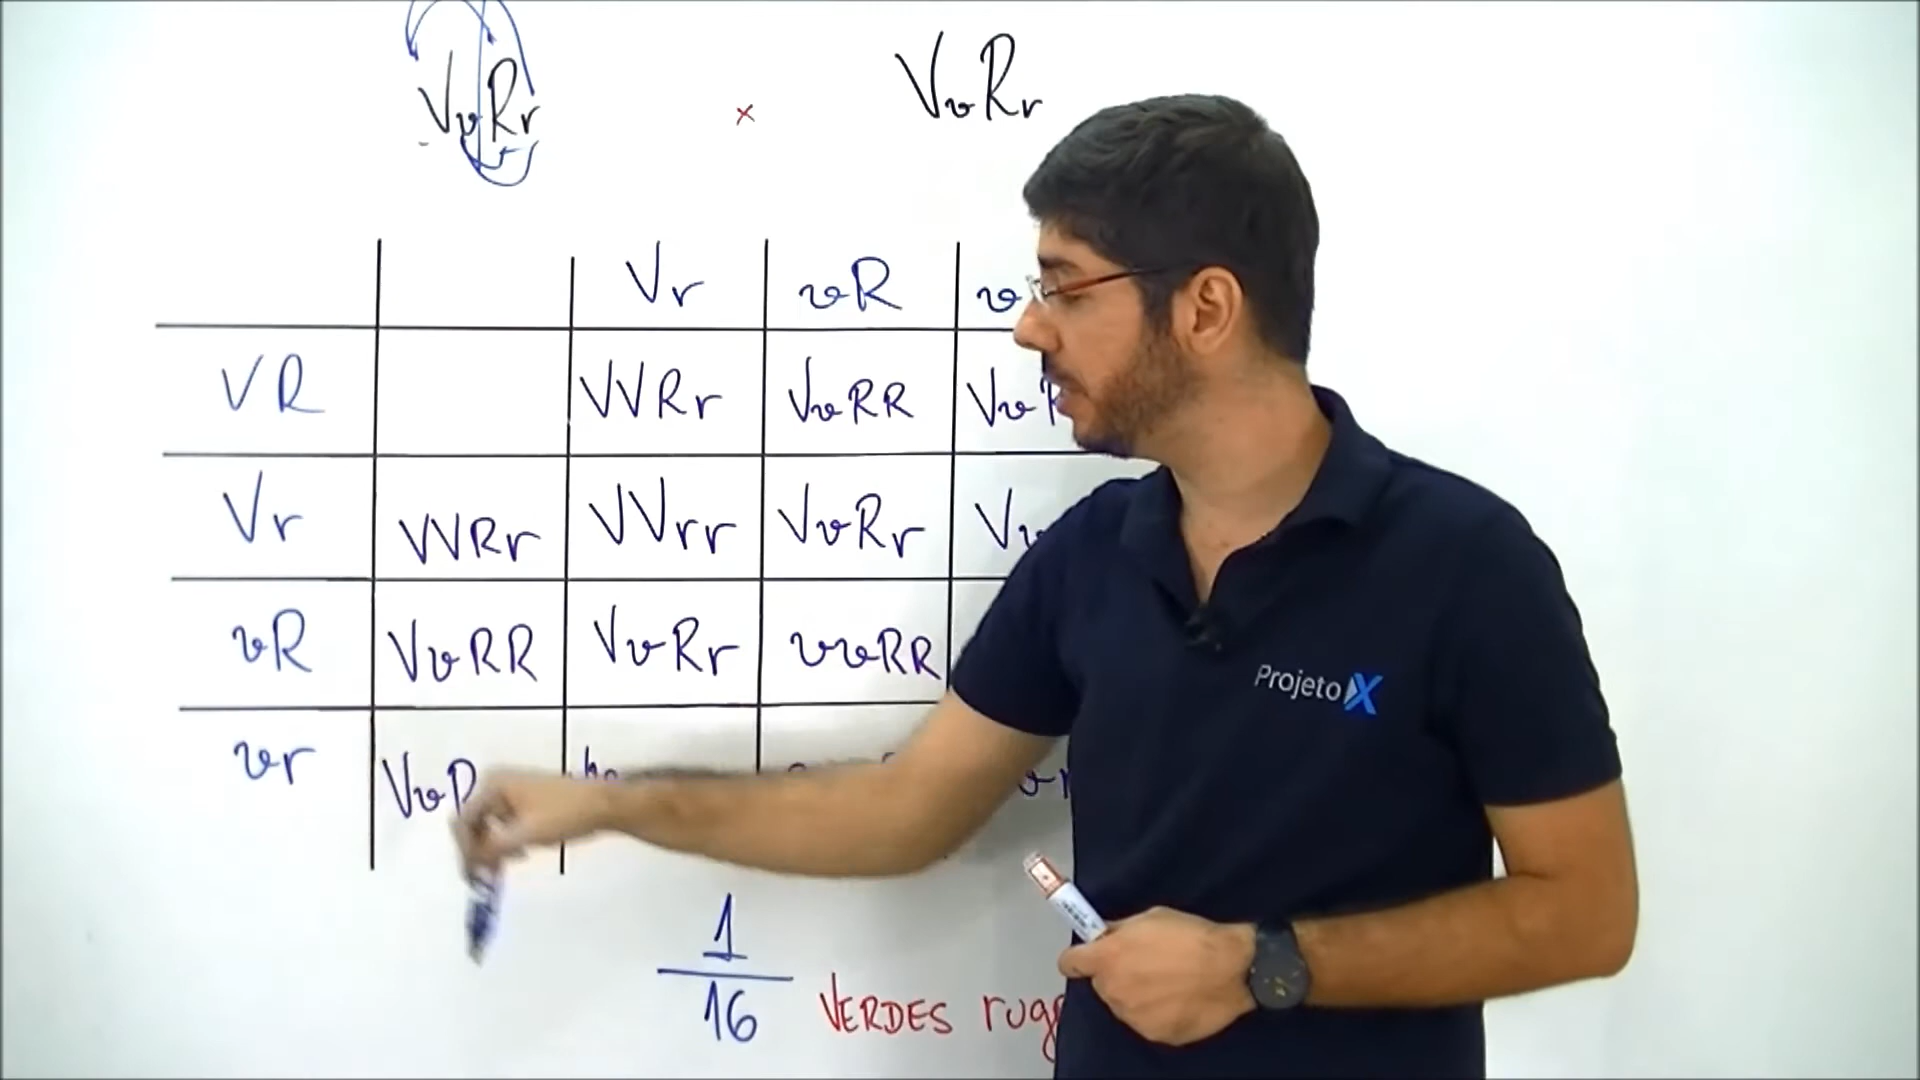 VvRr x VvRr
Vr vR
VR VVRr VvRR
Vr VVRr VVrr VvRr
vR VvRR VvRr vvRR
vr
1
16
VERDES
Projeto X